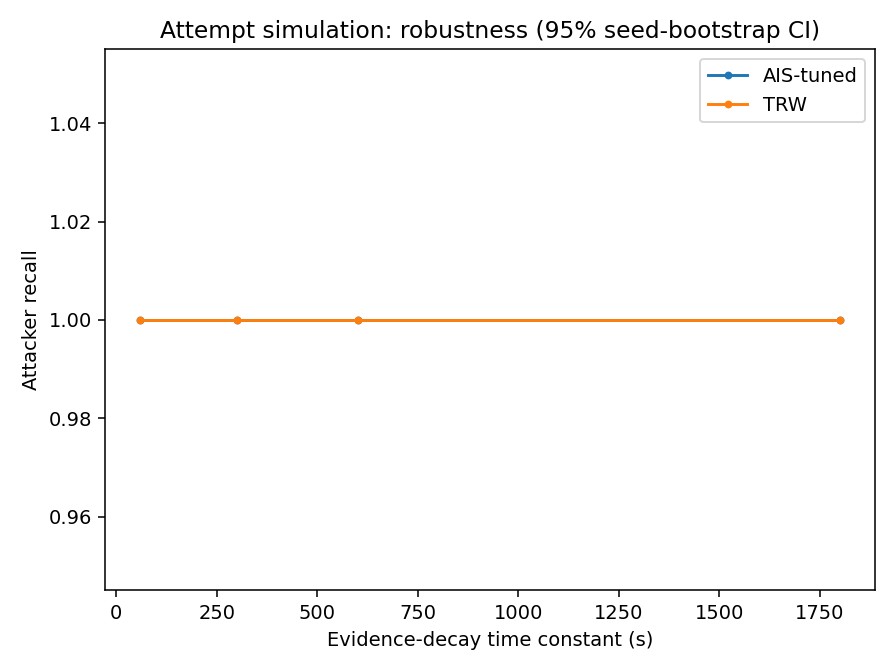 Attempt simulation: robustness (95% seed-bootstrap CI)
AIS-tuned
TRW
Attacker recall
1.04
1.02
1.00
0.98
0.96
0 250 500 750 1000 1250 1500 1750
Evidence-decay time constant (s)